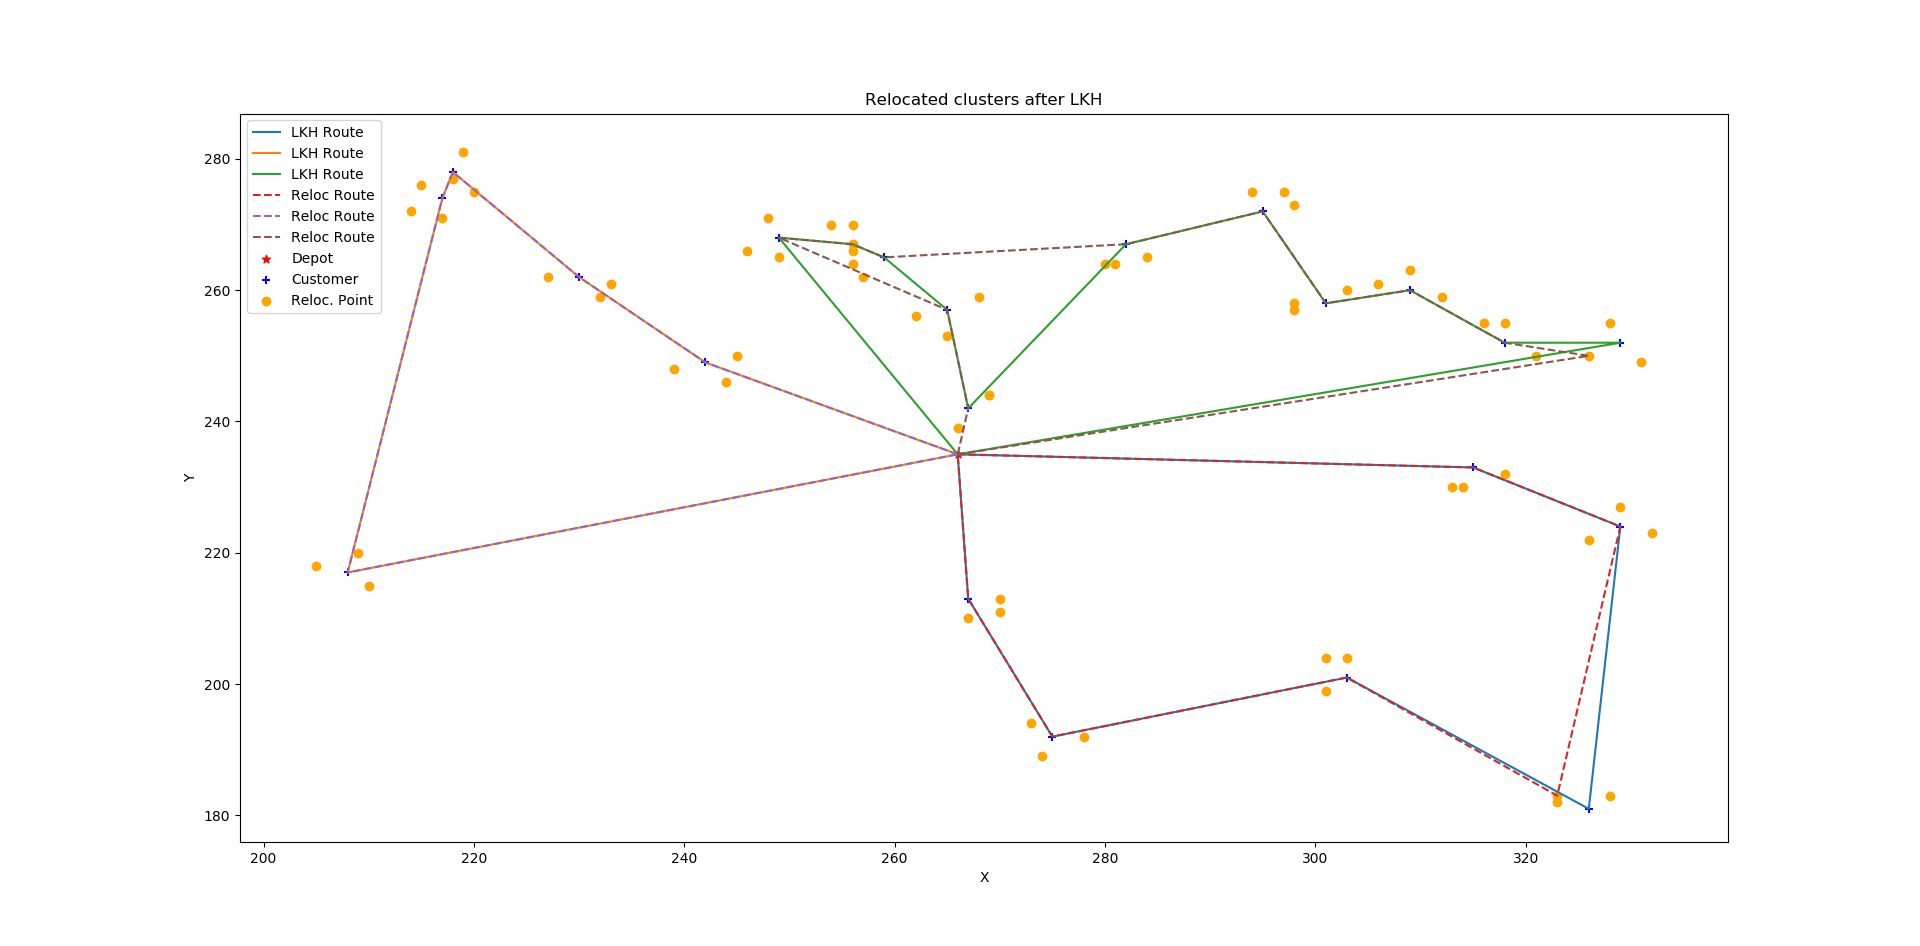 Relocated clusters after LKH
LKH Route
LKH Route
LKH Route
Reloc Route
Reloc Route
Reloc Route
Depot
Customer
Reloc. Point
280
260
240
220
200
180
Y
200 220 240 260 280 300 320
X